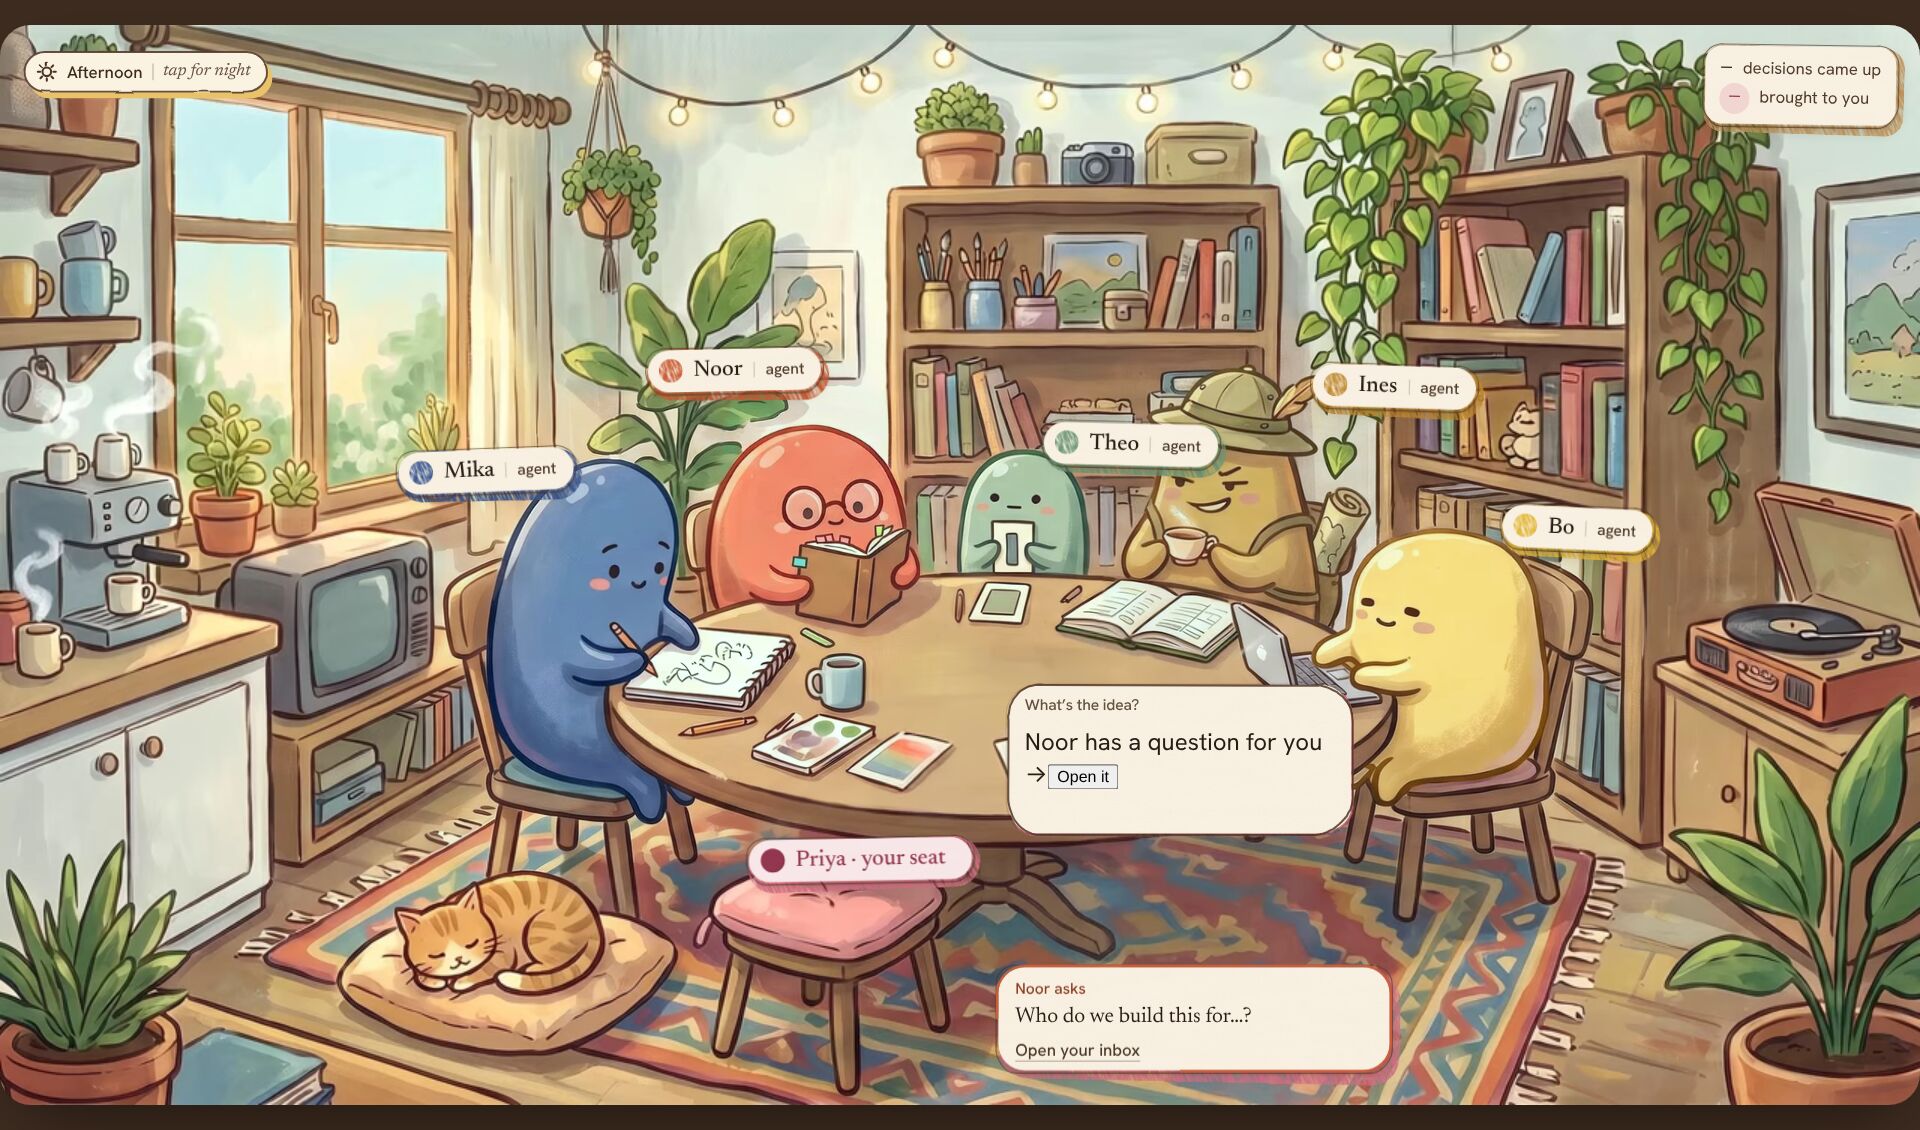 Afternoon | tap for night
– decisions came up
– brought to you
Noor | agent
Ines | agent
Theo | agent
Mika | agent
Bo | agent
What's the idea?
Noor has a question for you
→ Open it
Priya · your seat
Noor asks
Who do we build this for...?
Open your inbox